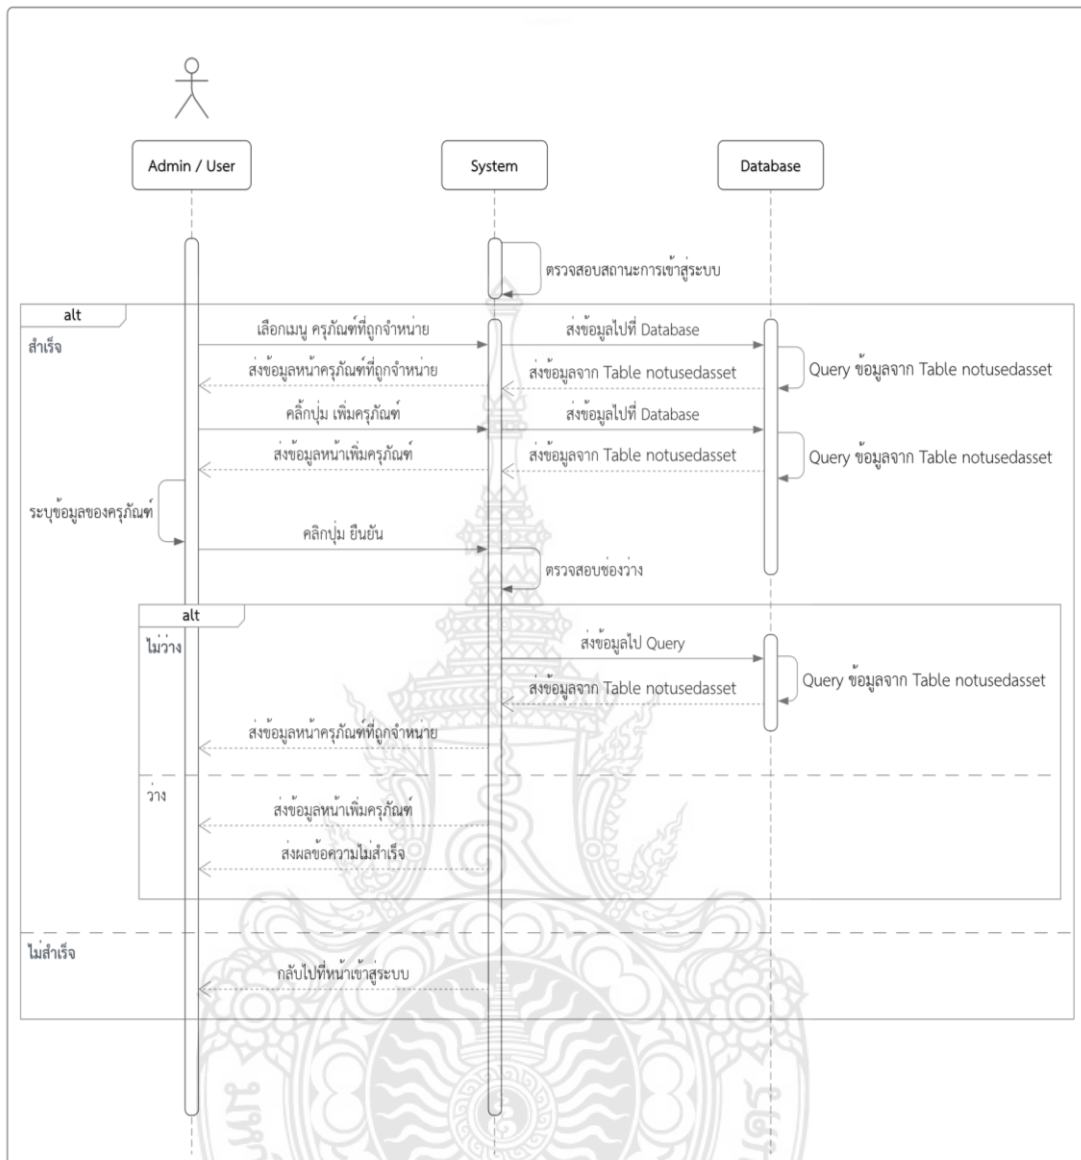 Admin / User
System
Database
ตรวจสอบสถานะการเข้าสู่ระบบ
alt
สำเร็จ
เลือกเมนู ครุภัณฑ์ที่ถูกจำหน่าย
ส่งข้อมูลไปที่ Database
Query ข้อมูลจาก Table notusedasset
ส่งข้อมูลหน้าครุภัณฑ์ที่ถูกจำหน่าย
ส่งข้อมูลจาก Table notusedasset
คลิ้กปุ่ม เพิ่มครุภัณฑ์
ส่งข้อมูลไปที่ Database
ส่งข้อมูลหน้าเพิ่มครุภัณฑ์
ส่งข้อมูลจาก Table notusedasset
Query ข้อมูลจาก Table notusedasset
ระบุข้อมูลของครุภัณฑ์
คลิกปุ่ม ยืนยัน
ตรวจสอบช่องว่าง
alt
ไม่ว่าง
ส่งข้อมูลไป Query
Query ข้อมูลจาก Table notusedasset
ส่งข้อมูลจาก Table notusedasset
ส่งข้อมูลหน้าครุภัณฑ์ที่ถูกจำหน่าย
ว่าง
ส่งข้อมูลหน้าเพิ่มครุภัณฑ์
ส่งผลข้อความไม่สำเร็จ
ไม่สำเร็จ
กลับไปที่หน้าเข้าสู่ระบบ